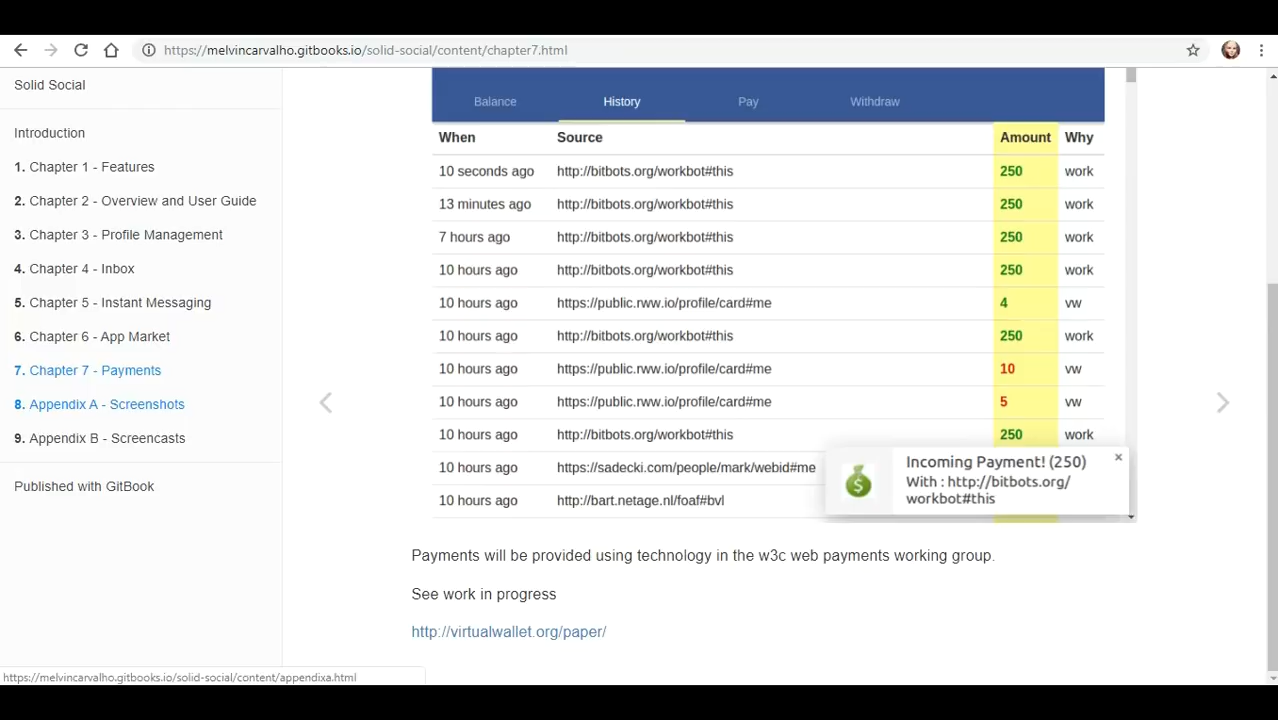 https://melvincarvalho.gitbooks.io/solid-social/content/chapter7.html
Solid Social
Introduction
1. Chapter 1 - Features
2. Chapter 2 - Overview and User Guide
3. Chapter 3 - Profile Management
4. Chapter 4 - Inbox
5. Chapter 5 - Instant Messaging
6. Chapter 6 - App Market
7. Chapter 7 - Payments
8. Appendix A - Screenshots
9. Appendix B - Screencasts
Published with GitBook
Balance History Pay Withdraw
When Source Amount Why
10 seconds ago http://bitbots.org/workbot#this 250 work
13 minutes ago http://bitbots.org/workbot#this 250 work
7 hours ago http://bitbots.org/workbot#this 250 work
10 hours ago http://bitbots.org/workbot#this 250 work
10 hours ago https://public.rww.io/profile/card#me 4 vw
10 hours ago http://bitbots.org/workbot#this 250 work
10 hours ago https://public.rww.io/profile/card#me 10 vw
10 hours ago https://public.rww.io/profile/card#me 5 vw
10 hours ago http://bitbots.org/workbot#this 250 work
10 hours ago https://sadecki.com/people/mark/webid#me
10 hours ago http://bart.netage.nl/foaf#bvl
Incoming Payment! (250)
With : http://bitbots.org/
workbot#this
Payments will be provided using technology in the w3c web payments working group.
See work in progress
http://virtualwallet.org/paper/
https://melvincarvalho.gitbooks.io/solid-social/content/appendixa.html